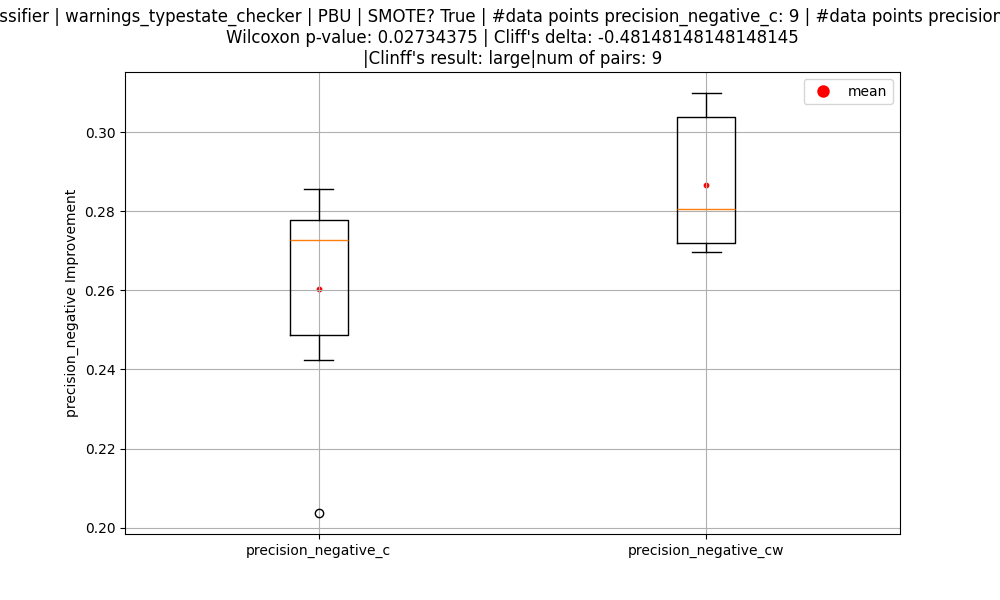 | warnings_typestate_checker | PBU | SMOTE? True | #data points precision_negative_c: 9 | #data points
Wilcoxon p-value: 0.02734375 | Cliff's delta: -0.48148148148148145
|Clinff's result: large|num of pairs: 9
mean
0.30
0.28
0.26
0.24
0.22
0.20
precision_negative Improvement
precision_negative_c
precision_negative_cw